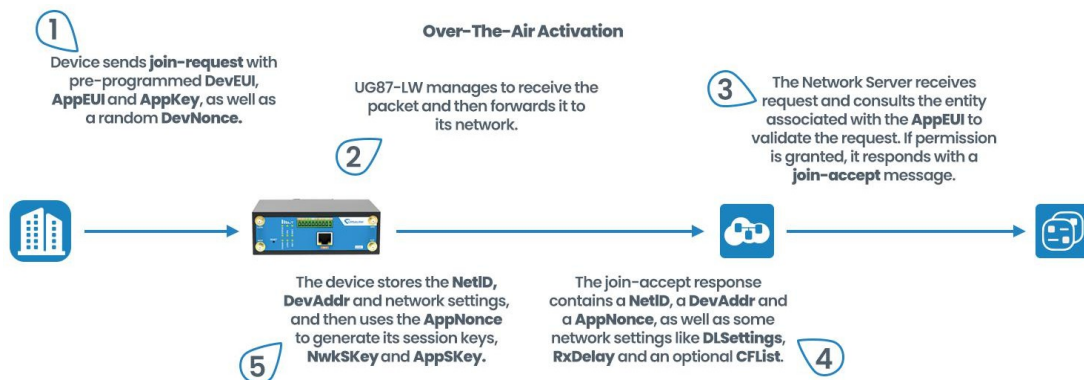 Over-The-Air Activation
1
Device sends join-request with
pre-programmed DevEUI,
AppEUI and AppKey, as well as
a random DevNonce.
UG87-LW manages to receive the
packet and then forwards it to
its network.
2
3
The Network Server receives
request and consults the entity
associated with the AppEUI to
validate the request. If permission
is granted, it responds with a
join-accept message.
The join-accept response
contains a NetID, a DevAddr and
a AppNonce, as well as some
network settings like DLSettings,
RxDelay and an optional CFList.
4
The device stores the NetID,
DevAddr and network settings,
and then uses the AppNonce
to generate its session keys,
NwkSKey and AppSKey.
5